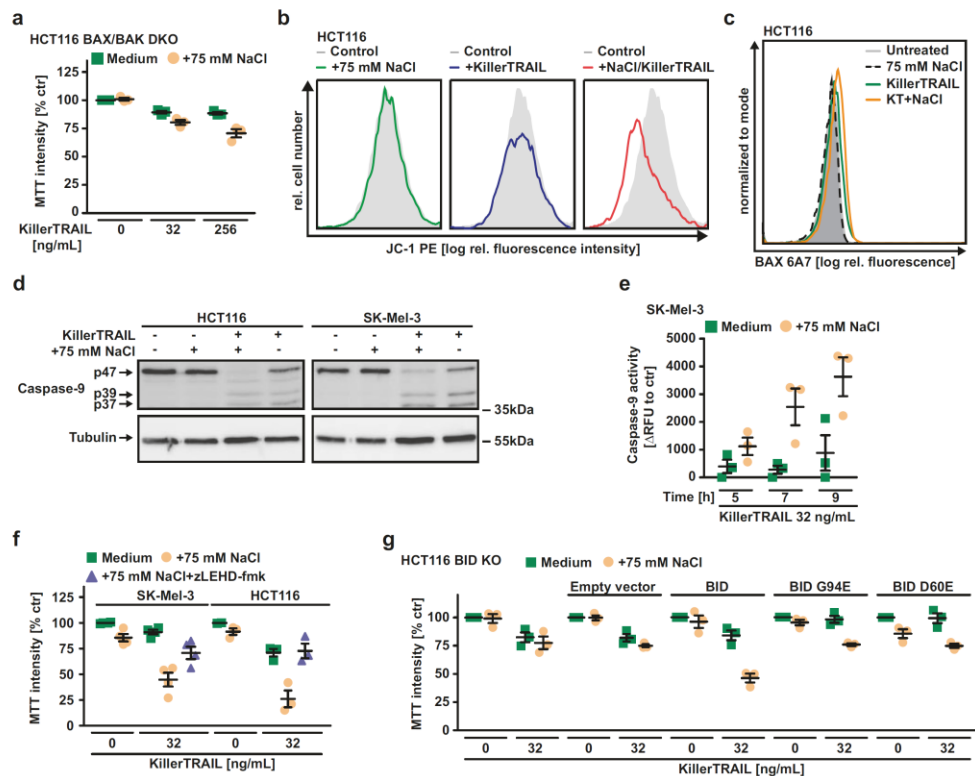 a
HCT116 BAX/BAK DKO
Medium +75 mM NaCl
MTT intensity [% ctr]
125
100
75
50
25
0
KillerTRAIL
[ng/mL]
0 32 256
b
HCT116
Control
+75 mM NaCl
Control
+KillerTRAIL
Control
+NaCl/KillerTRAIL
rel. cell number
JC-1 PE [log rel. fluorescence intensity]
c
HCT116
Untreated
75 mM NaCl
KillerTRAIL
KT+NaCl
normalized to mode
BAX 6A7 [log rel. fluorescence]
d
HCT116 SK-Mel-3
KillerTRAIL - - + + - - + +
+75 mM NaCl - + + - - + + -
Caspase-9
p47
p39
p37
35kDa
Tubulin
55kDa
e
SK-Mel-3
Medium +75 mM NaCl
Caspase-9 activity
[ΔRFU to ctr]
5000
4000
3000
2000
1000
0
Time [h] 5 7 9
KillerTRAIL 32 ng/mL
f
Medium +75 mM NaCl
+75 mM NaCl+zLEHD-fmk
SK-Mel-3 HCT116
MTT intensity [% ctr]
125
100
75
50
25
0
0 32 0 32
KillerTRAIL [ng/mL]
g
HCT116 BID KO
Medium +75 mM NaCl
Empty vector BID BID G94E BID D60E
MTT intensity [% ctr]
125
100
75
50
25
0
0 32 0 32 0 32 0 32 0 32
KillerTRAIL [ng/mL]